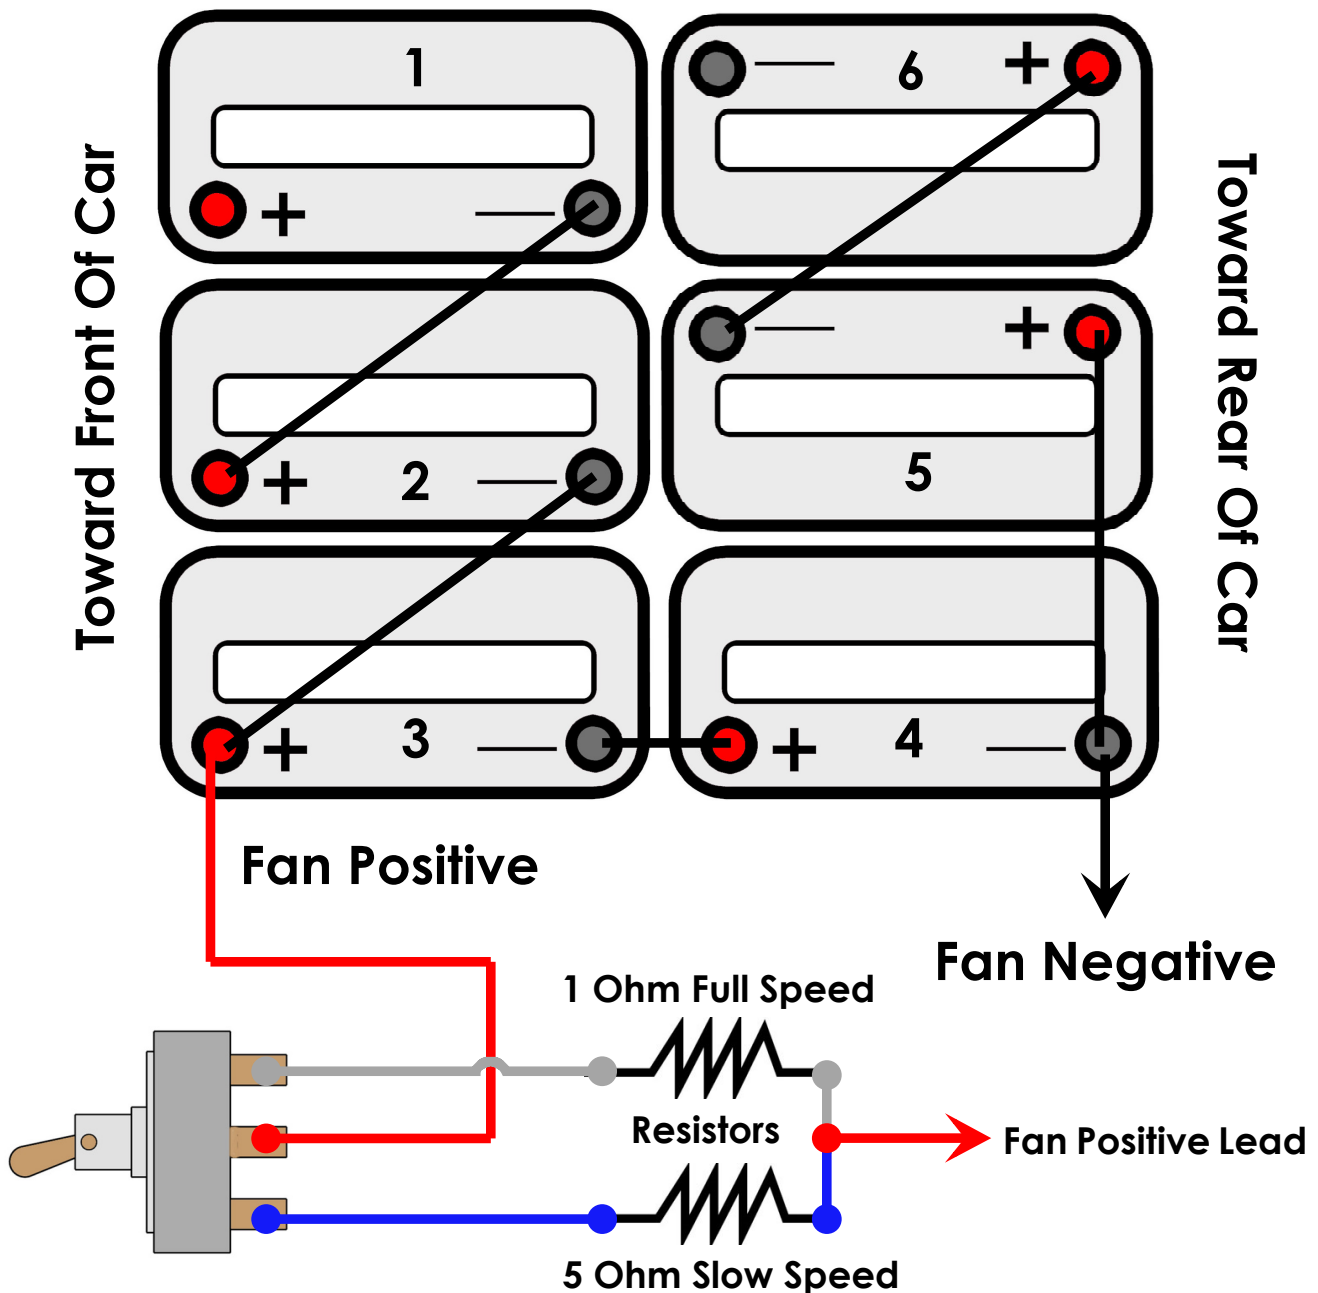 1
6
+
+
Toward Front Of Car
Toward Rear Of Car
+
2
5
+
3
+
4
+
Fan Positive
Fan Negative
1 Ohm Full Speed
Resistors
Fan Positive Lead
5 Ohm Slow Speed